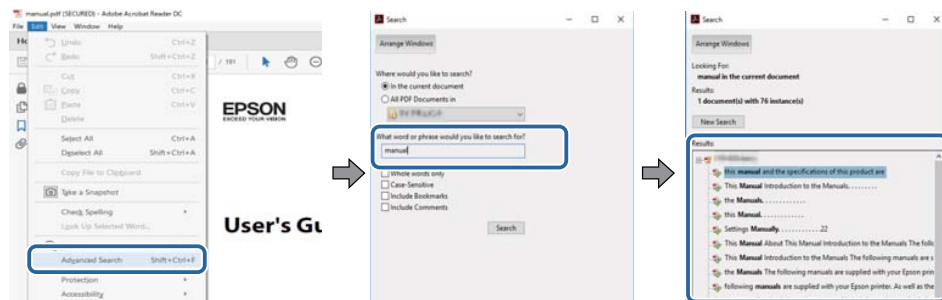 manual.pdf (SECURED) - Adobe Acrobat Reader DC
File Edit View Window Help
Undo Ctrl+Z
Redo Shift+Ctrl+Z
Cut Ctrl+X
Copy Ctrl+C
Paste Ctrl+V
Delete
Select All Ctrl+A
Deselect All Shift+Ctrl+A
Copy File to Clipboard
Take a Snapshot
Check Spelling
Look Up Selected Word...
Advanced Search Shift+Ctrl+F
Protection
Accessibility
/ 191
EPSON
EXCEED YOUR VISION
User's Gu
Search
Arrange Windows
Where would you like to search?
In the current document
All PDF Documents in
What word or phrase would you like to search for?
manual
Whole words only
Case-Sensitive
Include Bookmarks
Include Comments
Search
Search
Arrange Windows
Looking For:
manual in the current document
Results:
1 document(s) with 76 instance(s)
New Search
Results:
this manual and the specifications of this product are
This Manual Introduction to the Manuals. . . . . . . . .
the Manuals. . . . . . . . . . . . .
this Manual. . . . . . . . . . . . .
Settings Manually. . . . . . . . . . . . .22
This Manual About This Manual Introduction to the Manuals The follo
This Manual Introduction to the Manuals The following manuals are s
the Manuals The following manuals are supplied with your Epson prin
following manuals are supplied with your Epson printer. As well as the